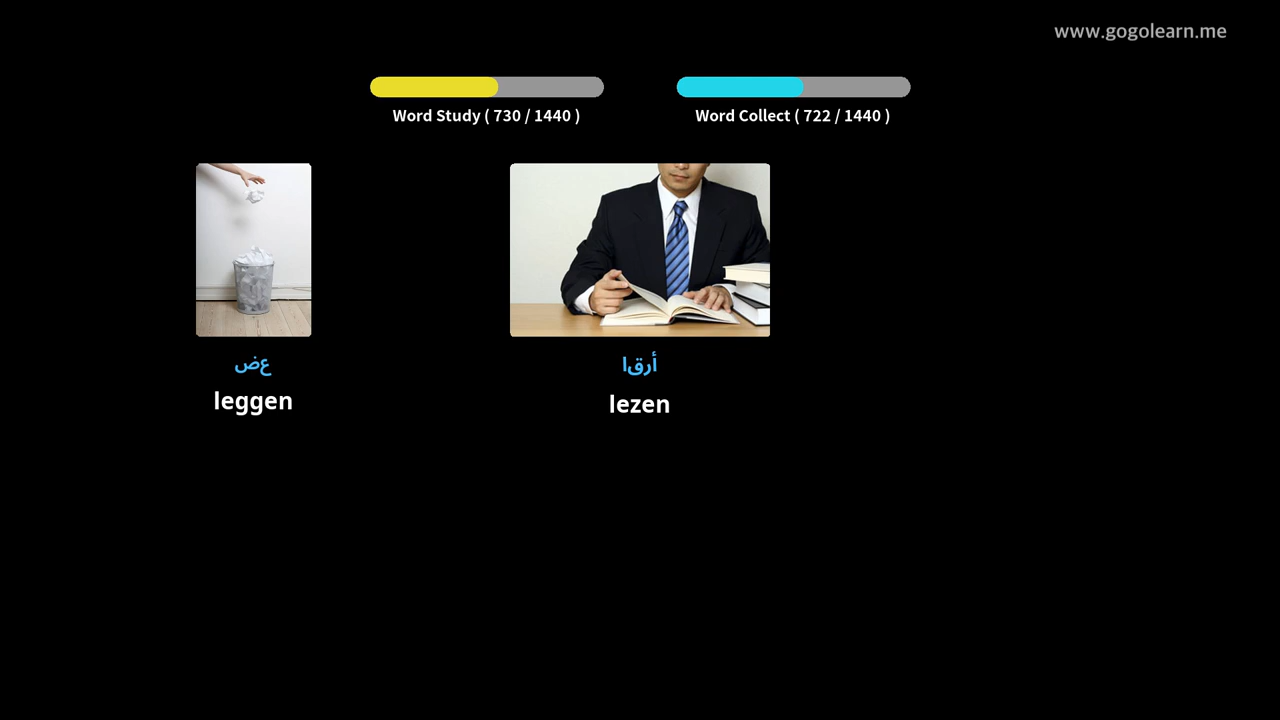 www.gogolearn.me
Word Study ( 730 / 1440 )
Word Collect ( 722 / 1440 )
عض
leggen
أرقا
lezen